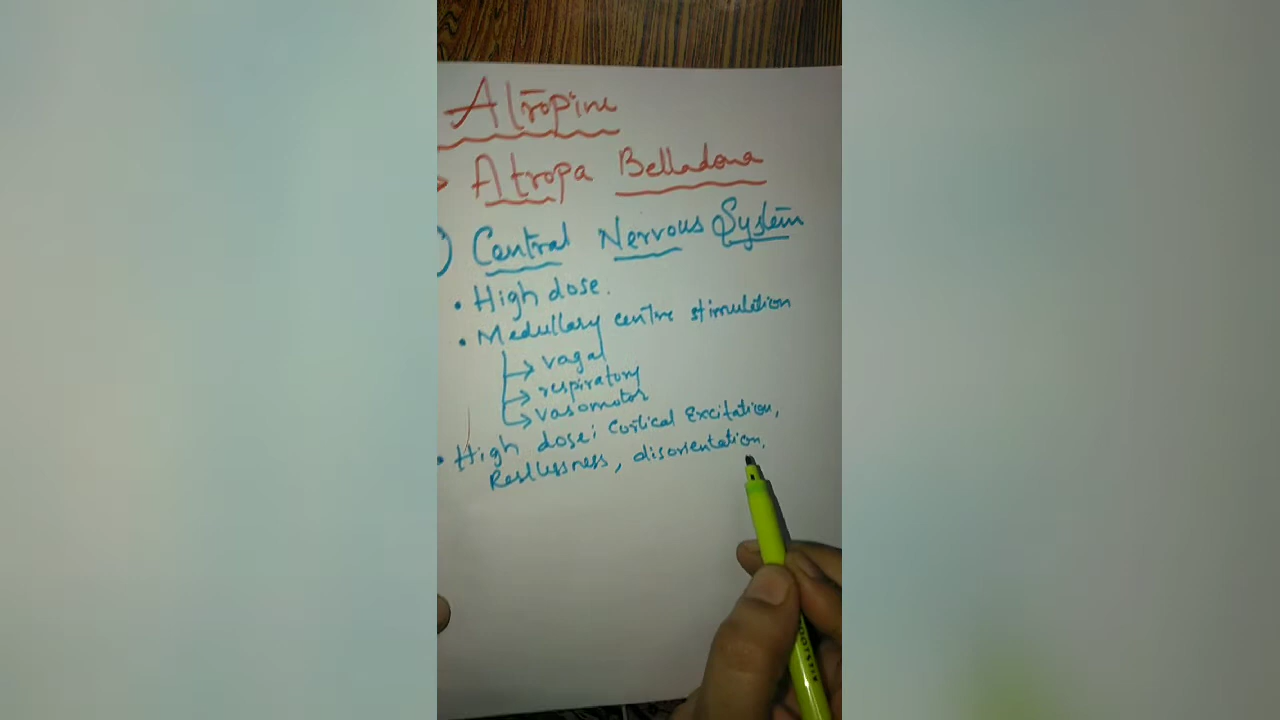 Atropine
Atropa Belladona
Central Nervous System
• High dose.
• Medullary centre stimulation
→ vagal
→ respiratory
→ vasomotor
• High dose: Cortical Excitation,
Restlessness, disorientation.